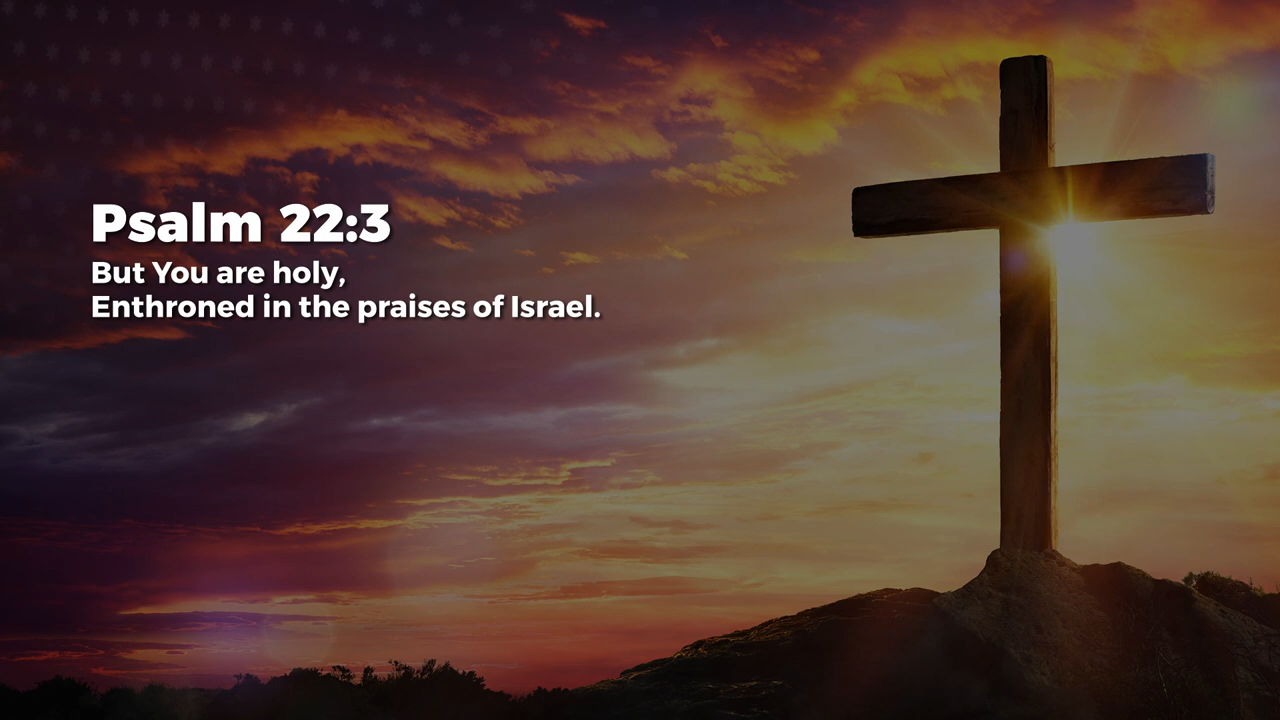 Psalm 22:3
But You are holy,
Enthroned in the praises of Israel.